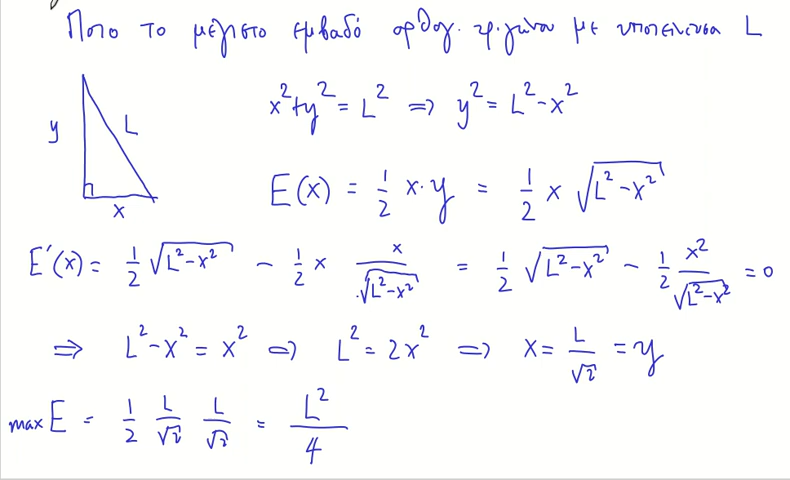 Ποιο το μέγιστο εμβαδό ορθογ. τριγώνου με υποτείνουσα L
x²+y² = L² ⇒ y² = L²-x²
y L
x
E(x) = 1/2 x·y = 1/2 x √(L²-x²)
E'(x) = 1/2 √(L²-x²) - 1/2 x x/√(L²-x²) = 1/2 √(L²-x²) - 1/2 x²/√(L²-x²) = 0
⇒ L²-x² = x² ⇒ L² = 2x² ⇒ x = L/√2 = y
max E = 1/2 L/√2 L/√2 = L²/4